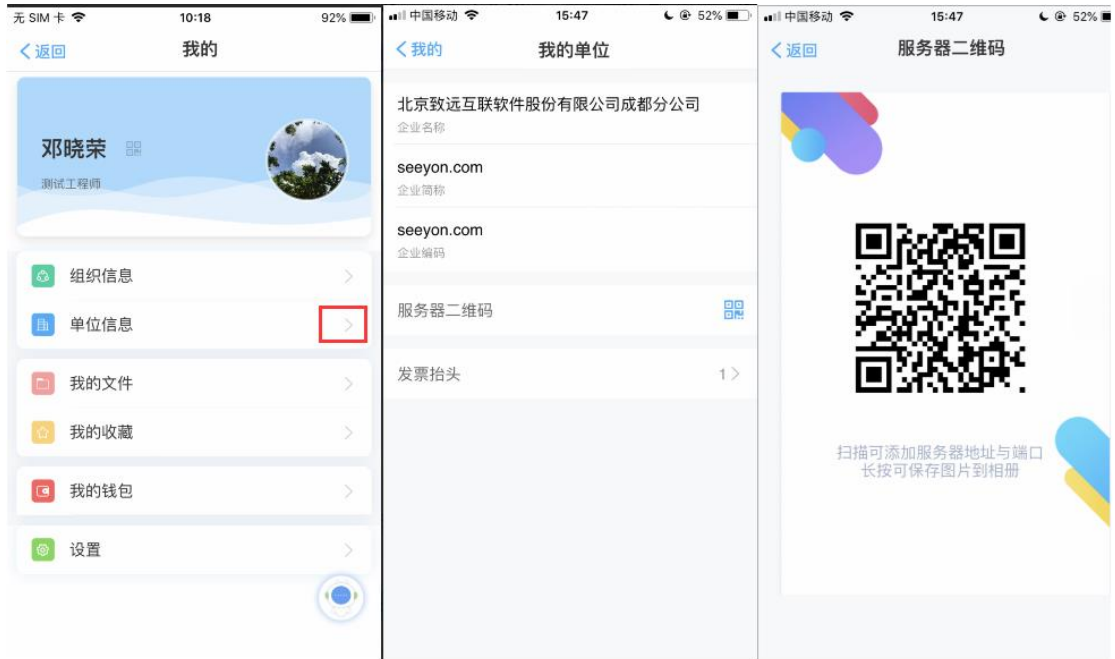 无 SIM 卡
10:18
92%
返回
我的
邓晓荣
测试工程师
组织信息
单位信息
我的文件
我的收藏
我的钱包
设置
中国移动
15:47
52%
我的
我的单位
北京致远互联软件股份有限公司成都分公司
企业名称
seeyon.com
企业简称
seeyon.com
企业编码
服务器二维码
发票抬头
1
中国移动
15:47
52%
返回
服务器二维码
扫描可添加服务器地址与端口
长按可保存图片到相册